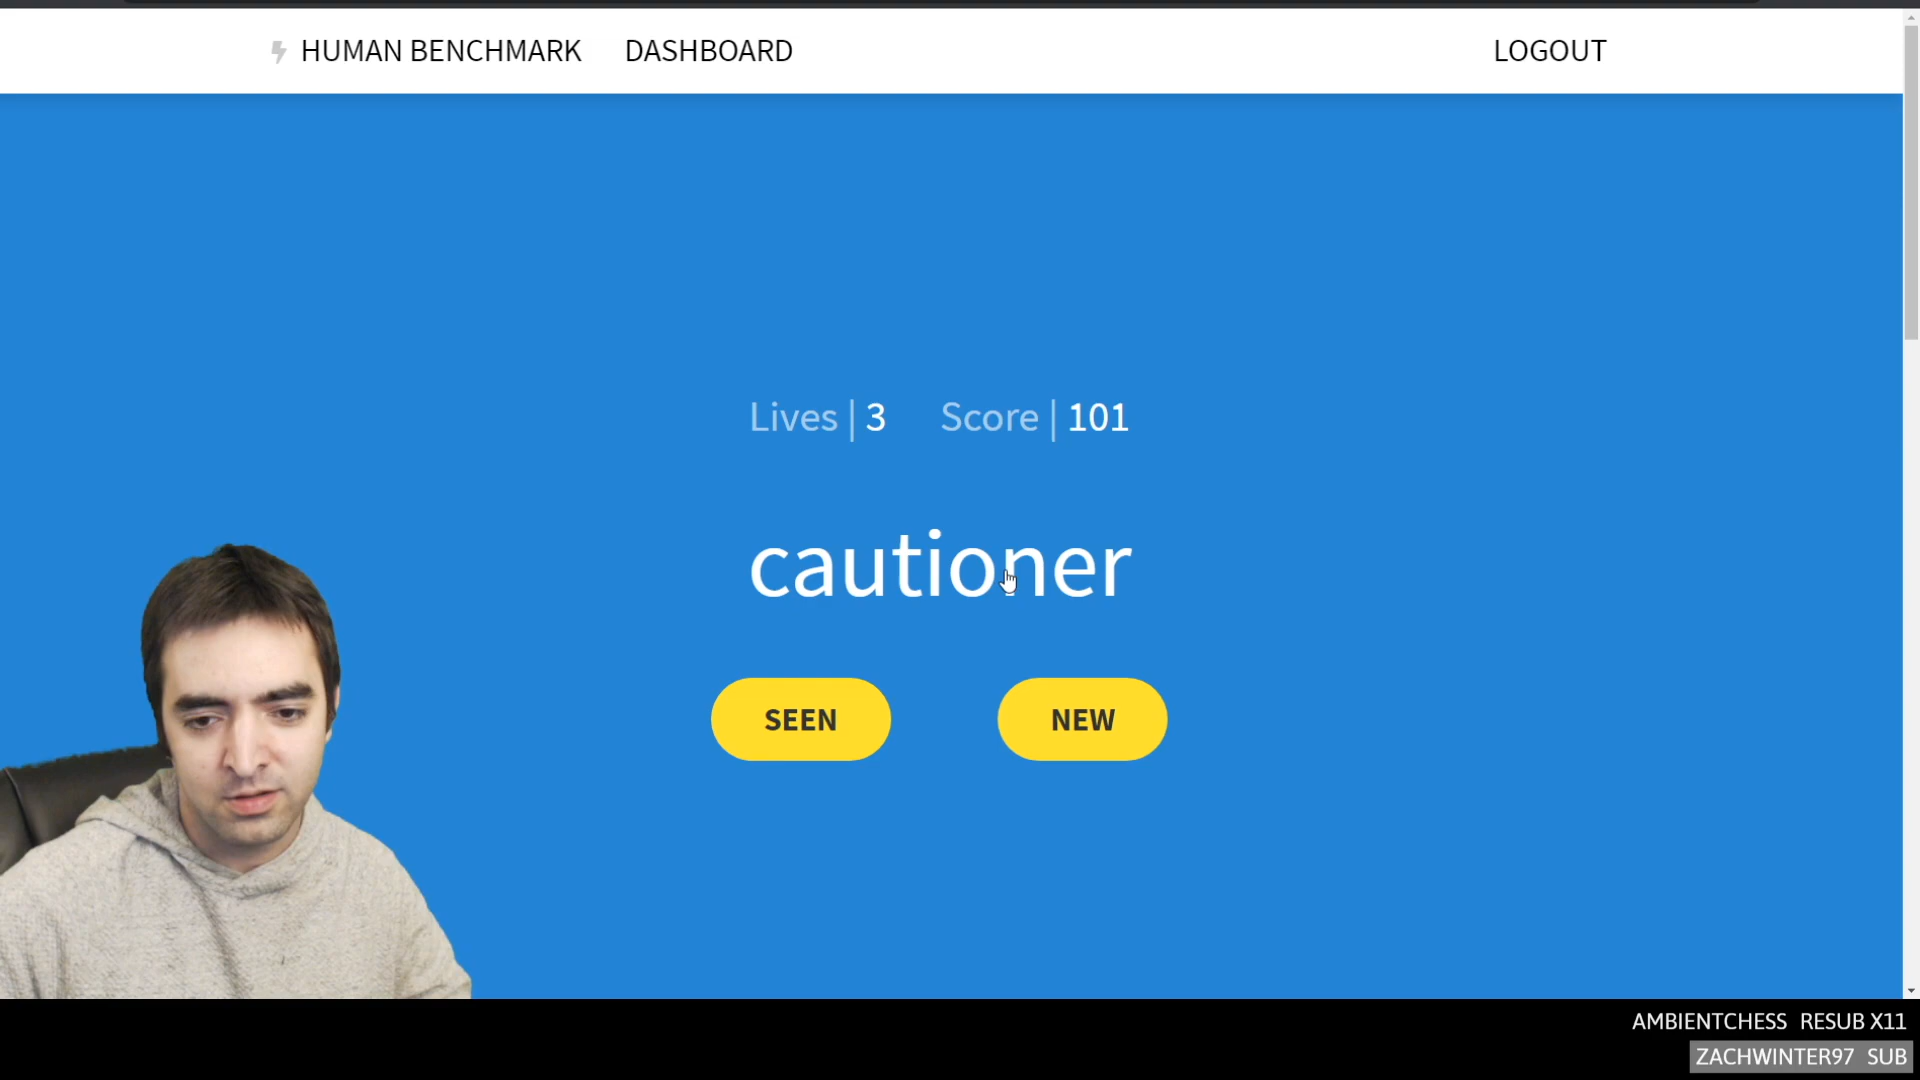 HUMAN BENCHMARK DASHBOARD LOGOUT
Lives | 3 Score | 101
cautioner
SEEN NEW
AMBIENTCHESS RESUB X11
ZACHWINTER97 SUB